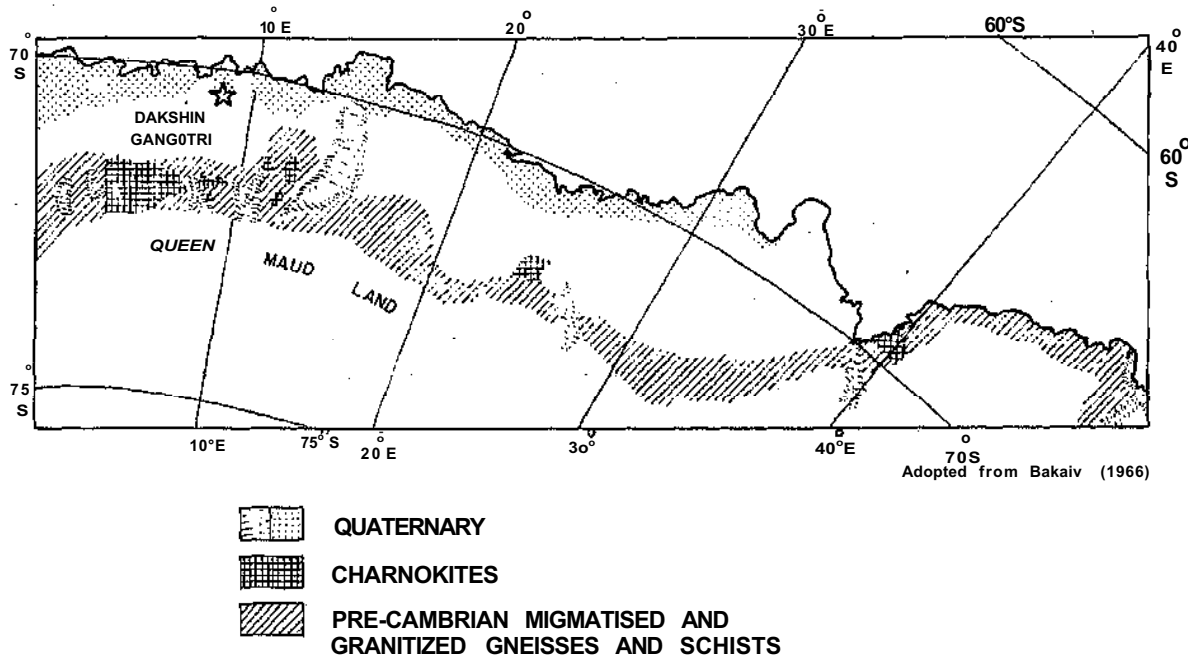 10°E
20°
30°E
60°S
40°E
70°S
60°S
DAKSHIN
GANG0TRI
QUEEN
MAUD
LAND
75°S
10°E
75°S
20°E
3o°
40°E
70°S
Adopted from Bakaiv (1966)
QUATERNARY
CHARNOKITES
PRE-CAMBRIAN MIGMATISED AND
GRANITIZED GNEISSES AND SCHISTS